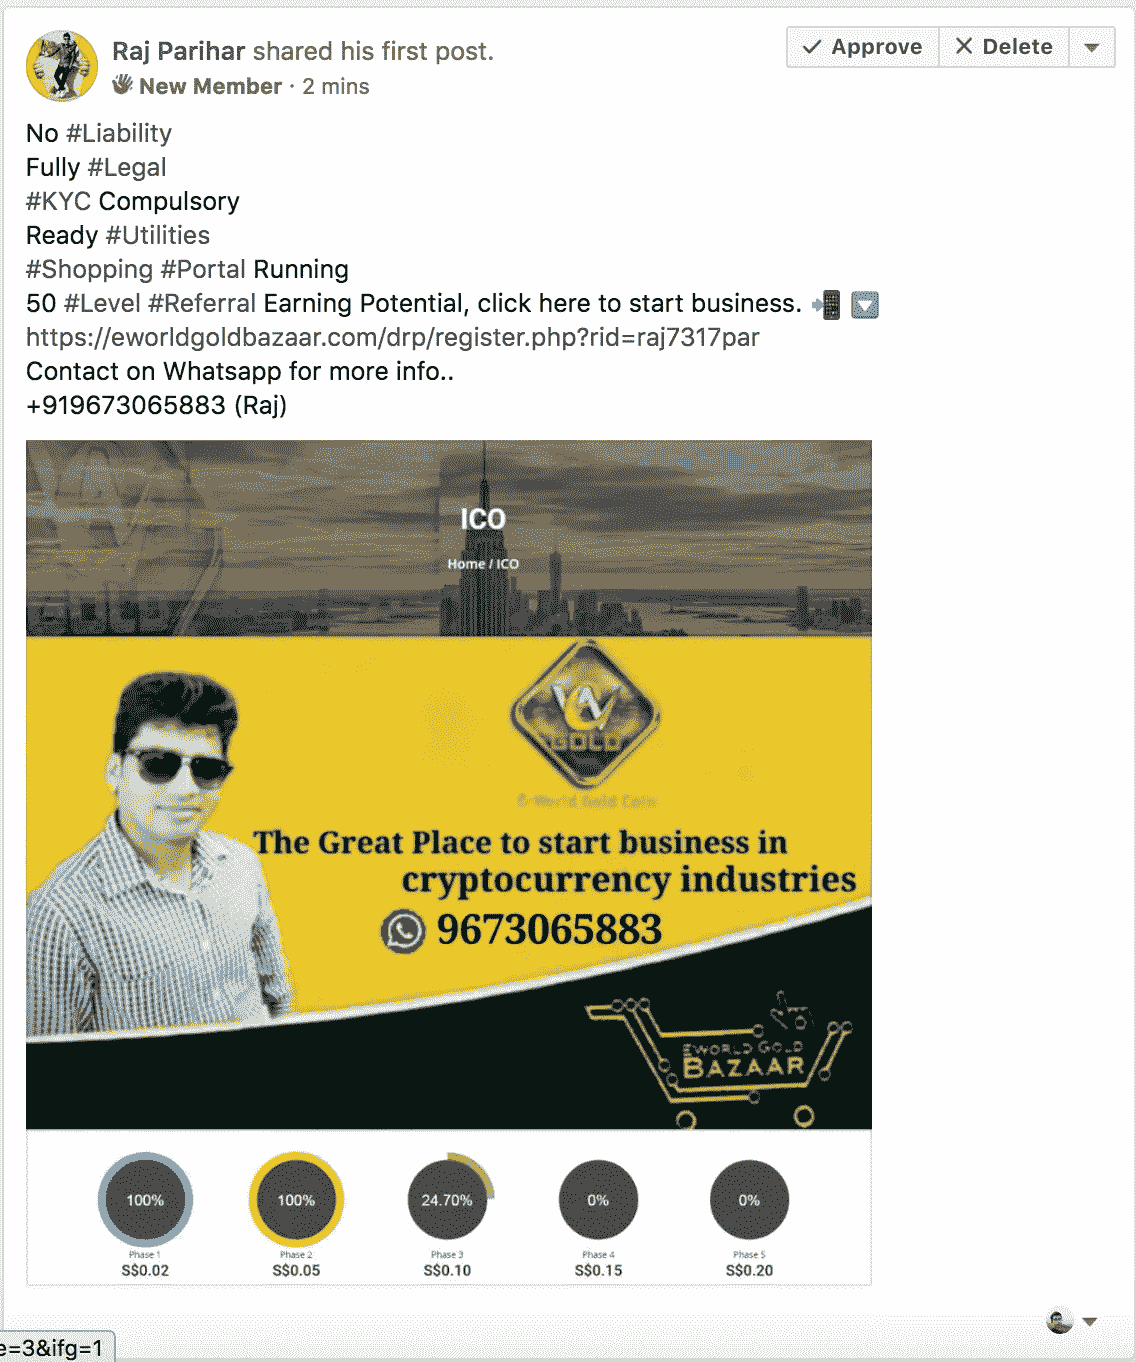 Raj Parihar shared his first post.
New Member · 2 mins
Approve
Delete
No #Liability
Fully #Legal
#KYC Compulsory
Ready #Utilities
#Shopping #Portal Running
50 #Level #Referral Earning Potential, click here to start business.
https://eworldgoldbazaar.com/drp/register.php?rid=raj7317par
Contact on Whatsapp for more info..
+919673065883 (Raj)
ICO
Home / ICO
GOLD
E-World Gold Coin
The Great Place to start business in
cryptocurrency industries
9673065883
EWORLD GOLD
BAZAAR
100% 100% 24.70% 0% 0%
Phase 1 Phase 2 Phase 3 Phase 4 Phase 5
S$0.02 S$0.05 S$0.10 S$0.15 S$0.20
e=3&ifg=1